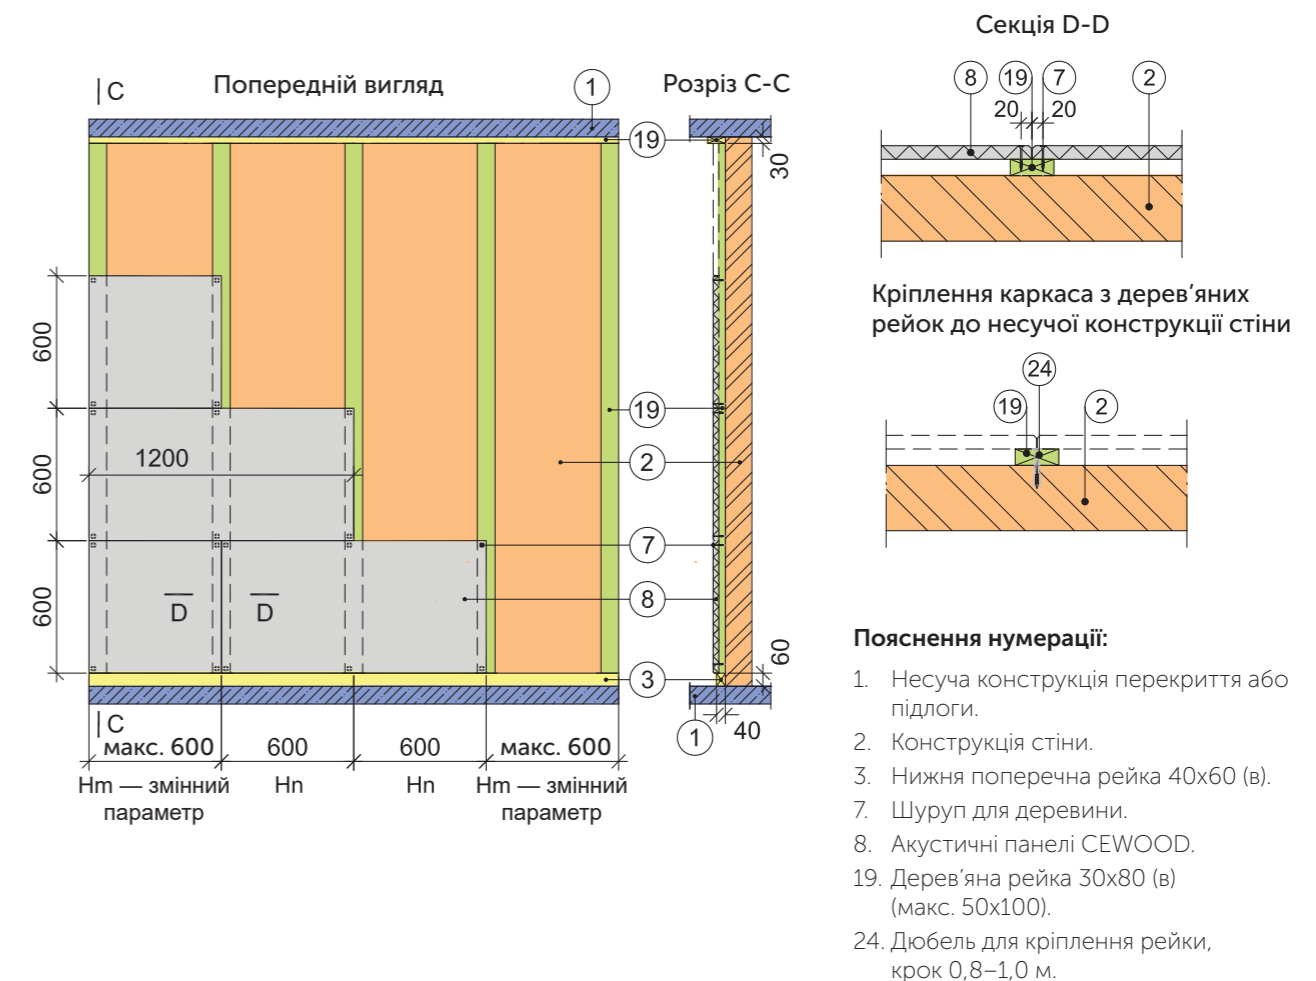 Секція D-D
Попередній вигляд
Розріз С-С
C
1
19
30
8
19
7
2
20
20
Кріплення каркаса з дерев’яних
рейок до несучої конструкції стіни
24
19
2
600
600
600
1200
19
2
7
8
3
D
D
60
1
40
C
макс. 600
600
600
макс. 600
Hm — змінний
параметр
Hn
Hn
Hm — змінний
параметр
Пояснення нумерації:
1. Несуча конструкція перекриття або
підлоги.
2. Конструкція стіни.
3. Нижня поперечна рейка 40x60 (в).
7. Шуруп для деревини.
8. Акустичні панелі CEWOOD.
19. Дерев’яна рейка 30x80 (в)
(макс. 50x100).
24. Дюбель для кріплення рейки,
крок 0,8–1,0 м.